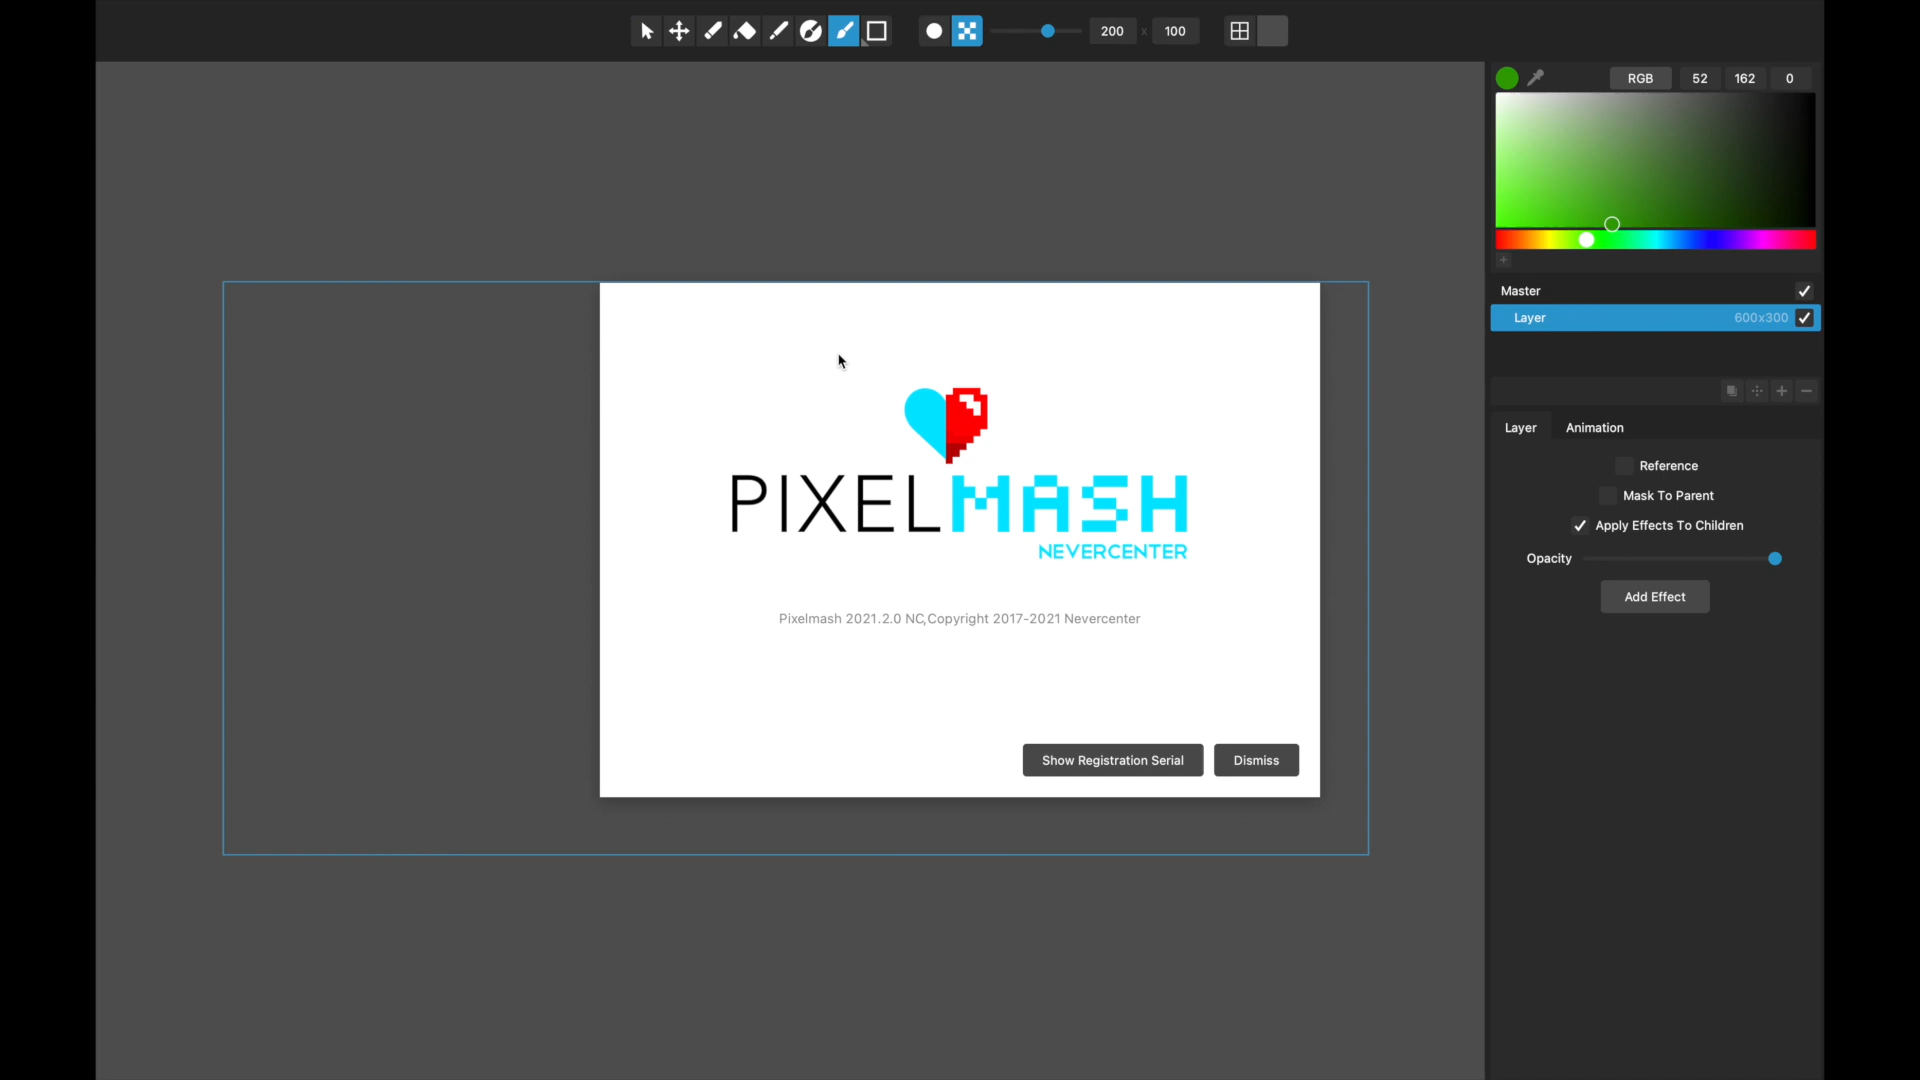 200 x 100
RGB 52 162 0
Master
Layer 600x300
Layer Animation
Reference
Mask To Parent
Apply Effects To Children
Opacity
Add Effect
PIXELMASH
NEVERCENTER
Pixelmash 2021.2.0 NC,Copyright 2017-2021 Nevercenter
Show Registration Serial Dismiss